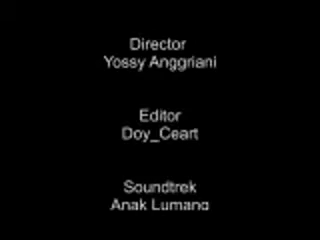 Director
Yossy Anggriani
Editor
Doy_Ceart
Soundtrek
Anak Lumang